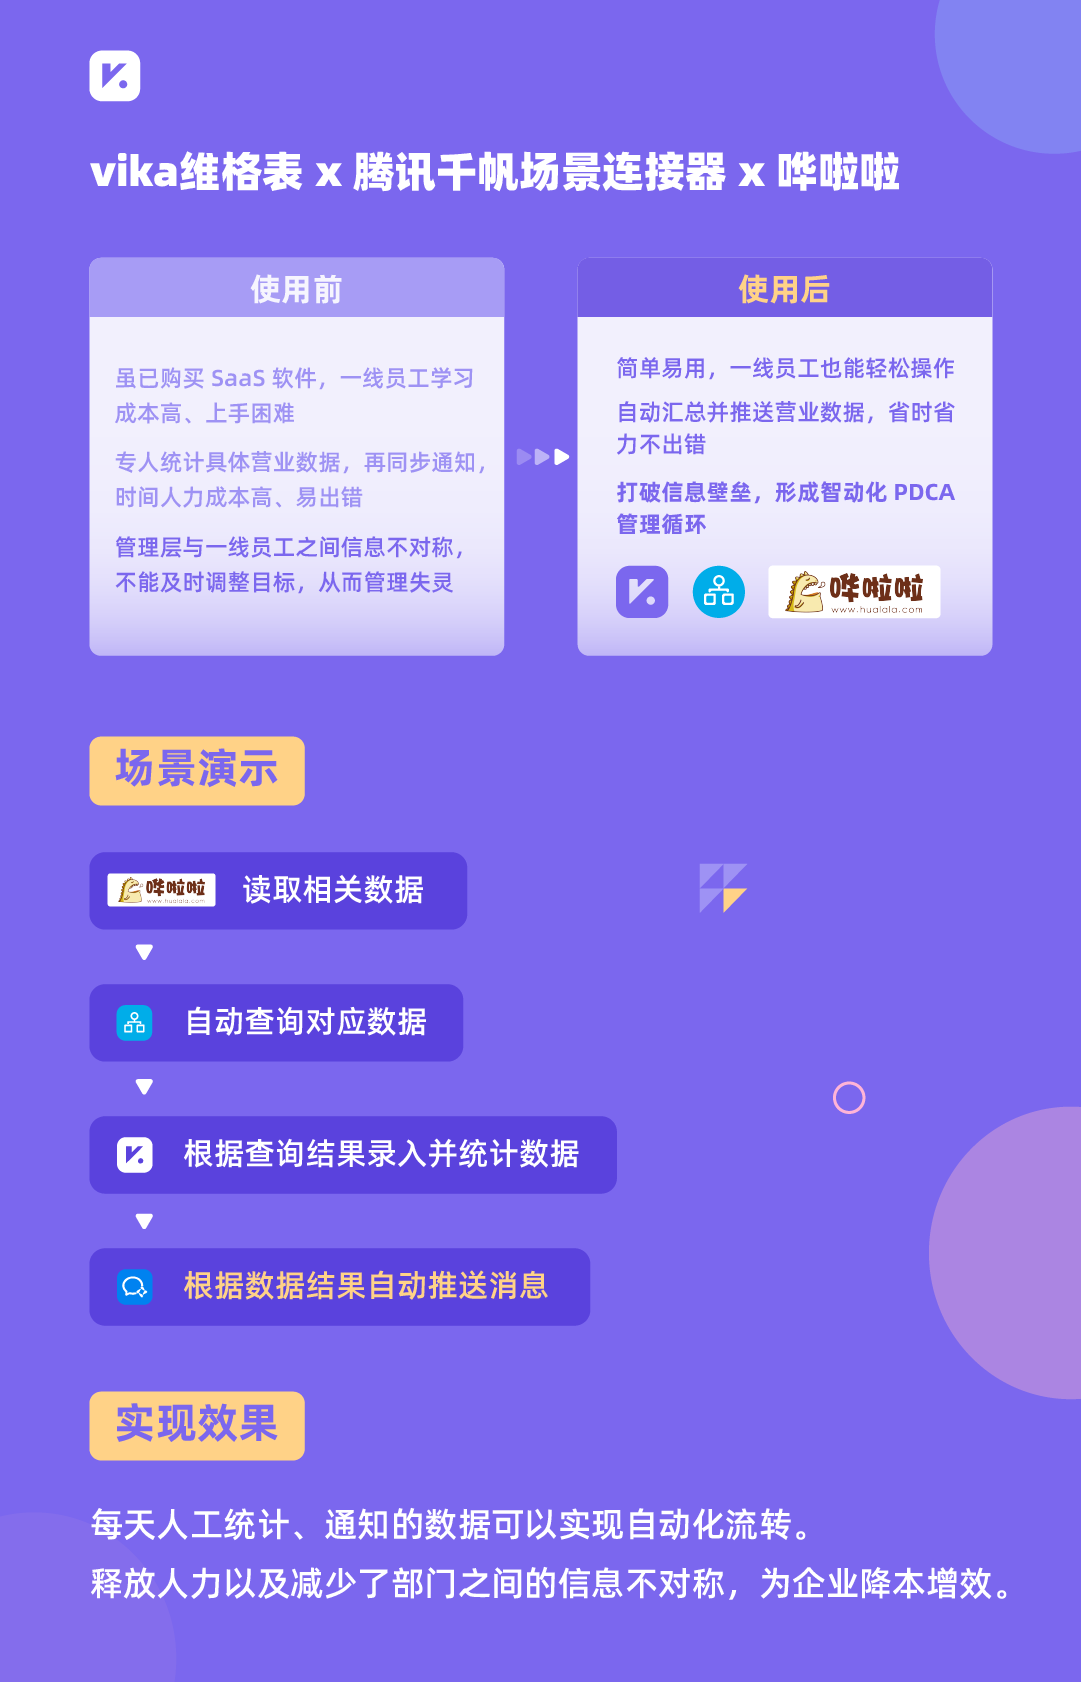 vika维格表 x 腾讯千帆场景连接器 x 哗啦啦
使用前
虽已购买 SaaS 软件，一线员工学习
成本高、上手困难
专人统计具体营业数据，再同步通知，
时间人力成本高、易出错
管理层与一线员工之间信息不对称，
不能及时调整目标，从而管理失灵
使用后
简单易用，一线员工也能轻松操作
自动汇总并推送营业数据，省时省
力不出错
打破信息壁垒，形成智动化 PDCA
管理循环
哗啦啦
www.hualala.com
场景演示
哗啦啦
www.hualala.com
读取相关数据
自动查询对应数据
根据查询结果录入并统计数据
根据数据结果自动推送消息
实现效果
每天人工统计、通知的数据可以实现自动化流转。
释放人力以及减少了部门之间的信息不对称，为企业降本增效。